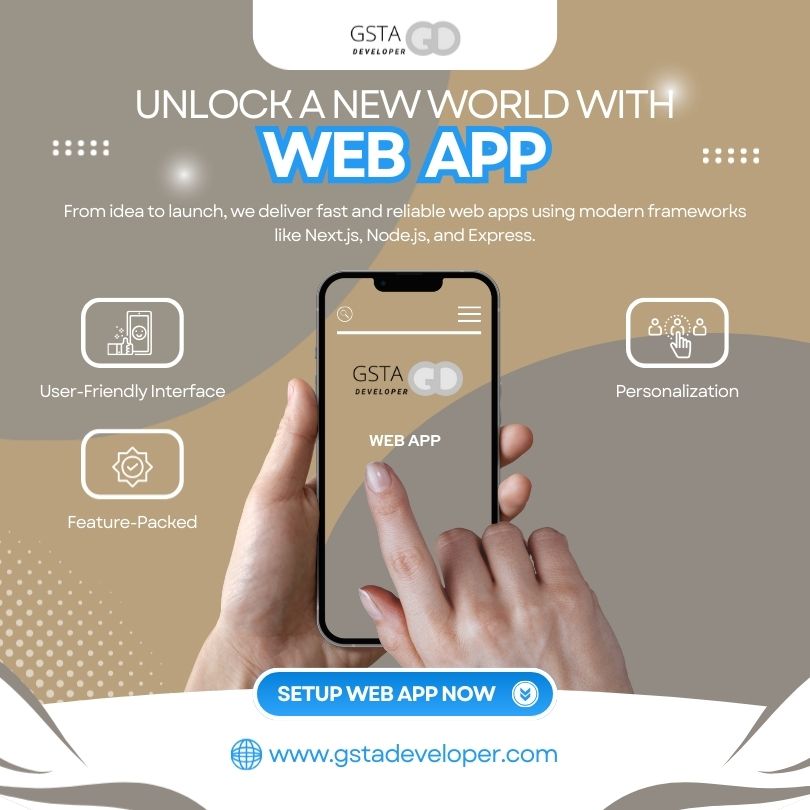 GSTA
DEVELOPER
GD
UNLOCK A NEW WORLD WITH
WEB APP
From idea to launch, we deliver fast and reliable web apps using modern frameworks
like Next.js, Node.js, and Express.
User-Friendly Interface
Feature-Packed
Personalization
GSTA
DEVELOPER
GD
WEB APP
SETUP WEB APP NOW
www.gstadeveloper.com